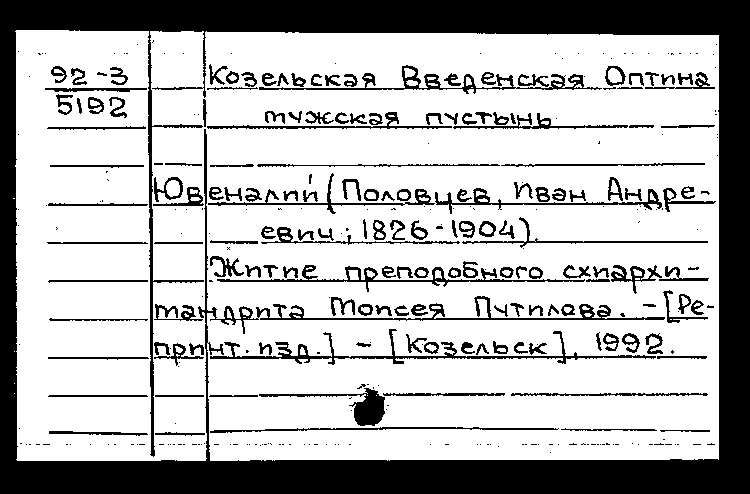 92-3
5192
Козельская Введенская Оптина
мужская пустынь
Ювеналий (Половцев, Иван Андре-
евич; 1826-1904).
Житие преподобного схиархи-
мандрита Моисея Путилова. - [Ре-
принт. изд.] - [Козельск], 1992.